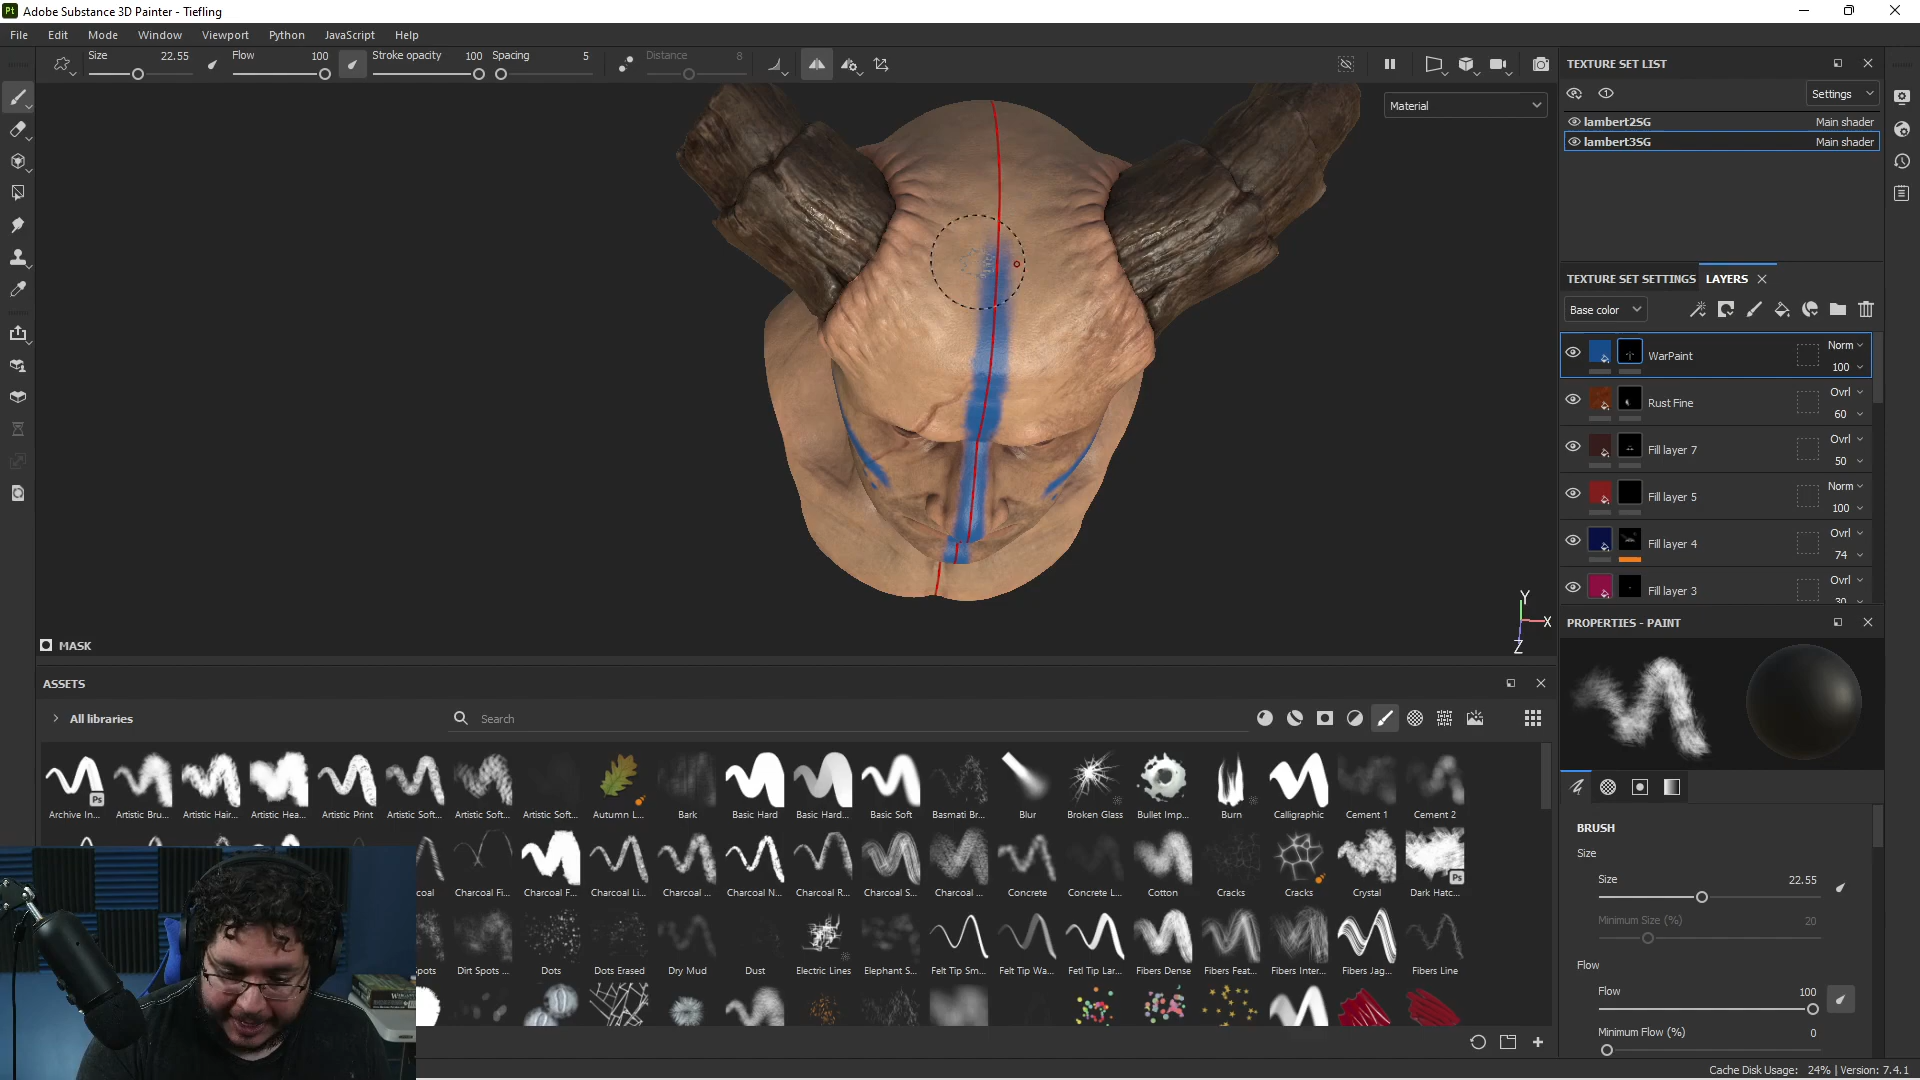 Pt Adobe Substance 3D Painter - Tiefling
File Edit Mode Window Viewport Python JavaScript Help
Size 22.55 Flow 100 Stroke opacity 100 Spacing 5 Distance 8
Material
TEXTURE SET LIST
Settings
lambert2SG Main shader
lambert3SG Main shader
TEXTURE SET SETTINGS LAYERS
Base color
WarPaint Norm 100
Rust Fine Ovrl 60
Fill layer 7 Ovrl 50
Fill layer 5 Norm 100
Fill layer 4 Ovrl 74
Fill layer 3 Ovrl 30
Y
X
Z
MASK
PROPERTIES - PAINT
ASSETS
All libraries
Search
Archive In... Artistic Bru... Artistic Hair... Artistic Hea... Artistic Print Artistic Soft... Artistic Soft... Artistic Soft... Autumn L... Bark Basic Hard Basic Hard... Basic Soft Basmati Br... Blur Broken Glass Bullet Imp... Burn Calligraphic Cement 1 Cement 2
coal Charcoal Fi... Charcoal F... Charcoal Li... Charcoal ... Charcoal N... Charcoal R... Charcoal S... Charcoal ... Concrete Concrete L... Cotton Cracks Cracks Crystal Dark Hatc...
Spots Dirt Spots ... Dots Dots Erased Dry Mud Dust Electric Lines Elephant S... Felt Tip Sm... Felt Tip Wa... Fetl Tip Lar... Fibers Dense Fibers Feat... Fibers Inter... Fibers Jag... Fibers Line
BRUSH
Size
Size 22.55
Minimum Size (%) 20
Flow
Flow 100
Minimum Flow (%) 0
Cache Disk Usage: 24% | Version: 7.4.1